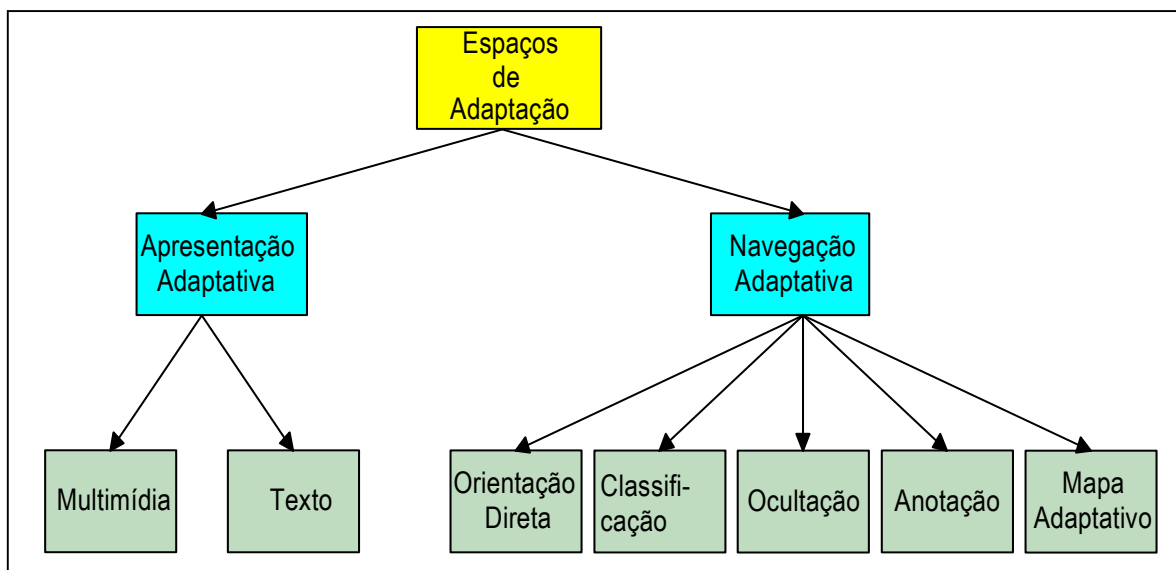 Espaços
de
Adaptação
Apresentação
Adaptativa
Navegação
Adaptativa
Multimídia
Texto
Orientação
Direta
Classifi-
cação
Ocultação
Anotação
Mapa
Adaptativo